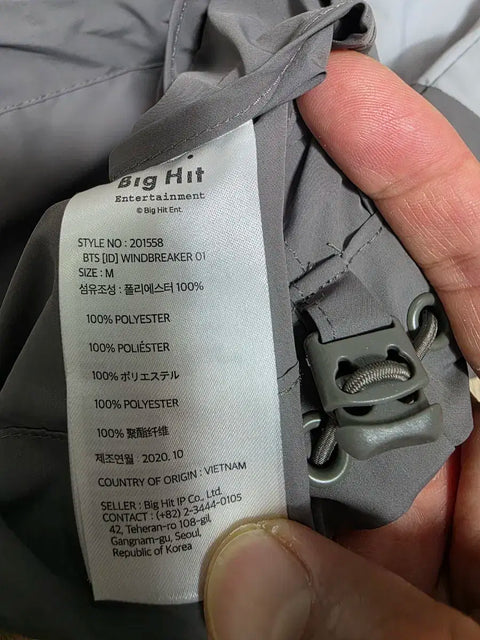 Big Hit
Entertainment
© Big Hit Ent.
STYLE NO : 201558
BTS [ID] WINDBREAKER 01
SIZE : M
섬유조성 : 폴리에스터 100%
100% POLYESTER
100% POLIÉSTER
100% ポリエステル
100% POLYESTER
100% 聚酯纤维
제조연월 : 2020. 10
COUNTRY OF ORIGIN : VIETNAM
SELLER : Big Hit IP Co., Ltd.
CONTACT : (+82) 2-3444-0105
42, Teheran-ro 108-gil,
Gangnam-gu, Seoul,
Republic of Korea